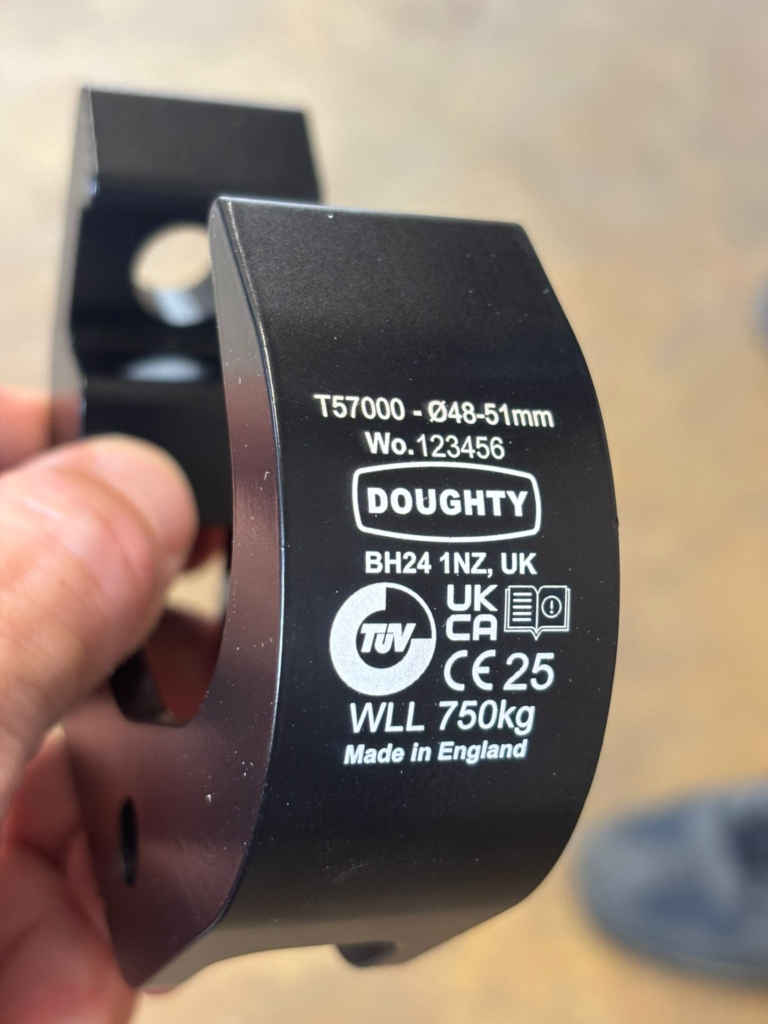 T57000 - Ø48-51mm
Wo.123456
DOUGHTY
BH24 1NZ, UK
TÜV
UK
CA
CE 25
WLL 750kg
Made in England